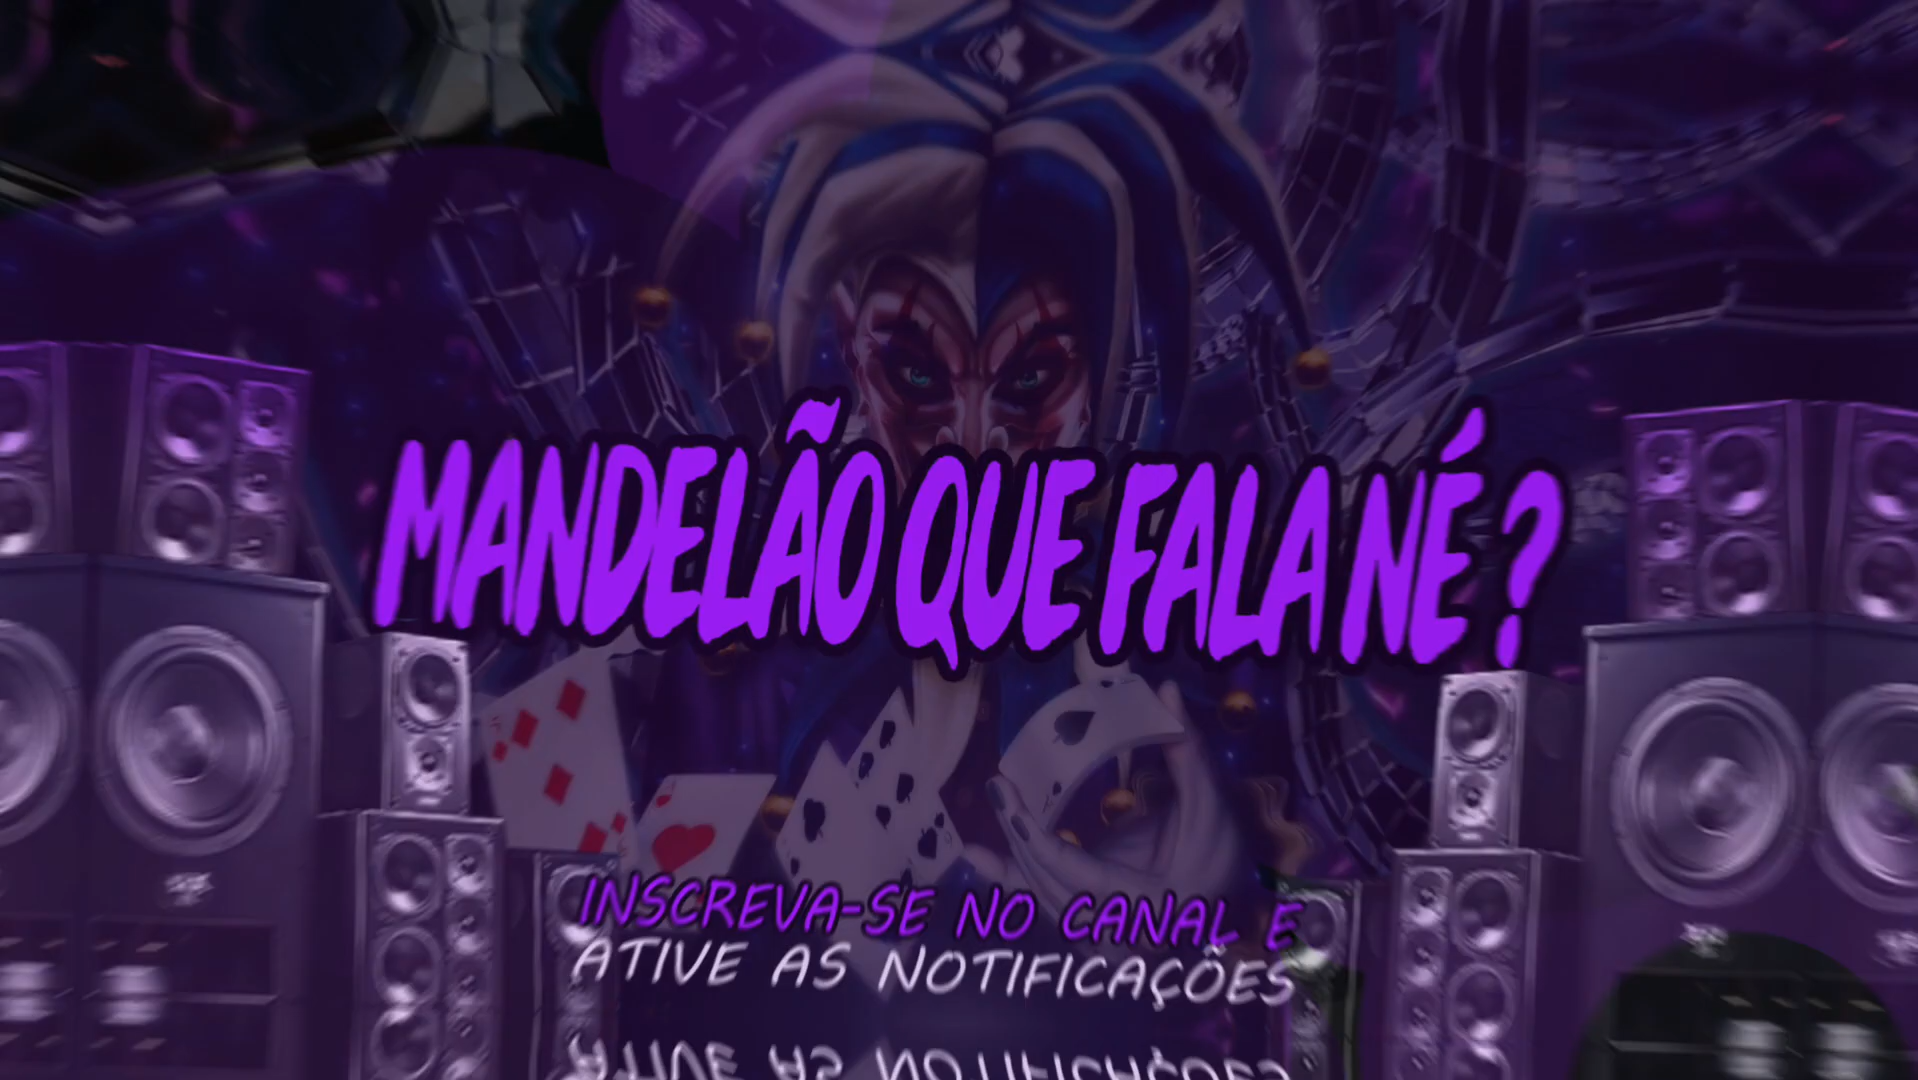 MANDELÃO QUE FALA NÉ ?
INSCREVA-SE NO CANAL E
ATIVE AS NOTIFICAÇÕES